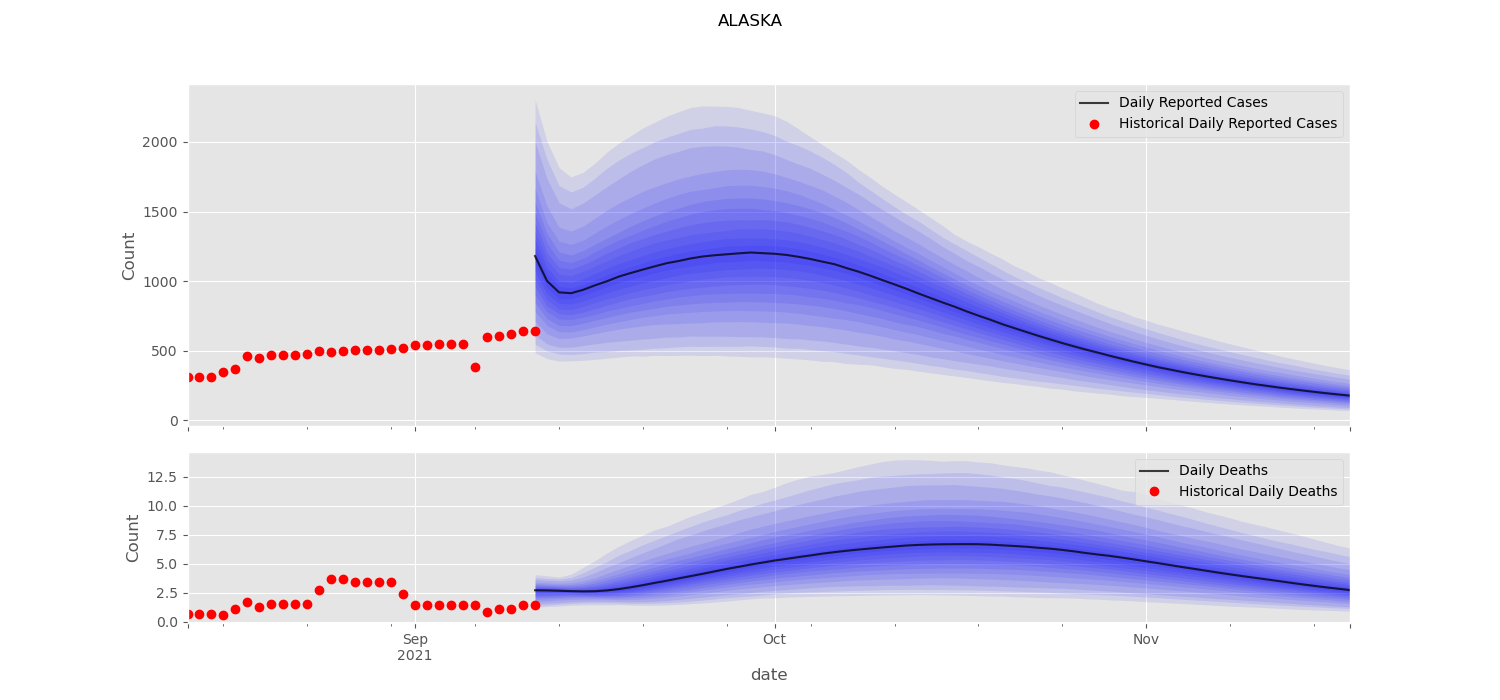 ALASKA
Daily Reported Cases
Historical Daily Reported Cases
Count
2000
1500
1000
500
0
Daily Deaths
Historical Daily Deaths
Count
12.5
10.0
7.5
5.0
2.5
0.0
Sep
2021
Oct
Nov
date